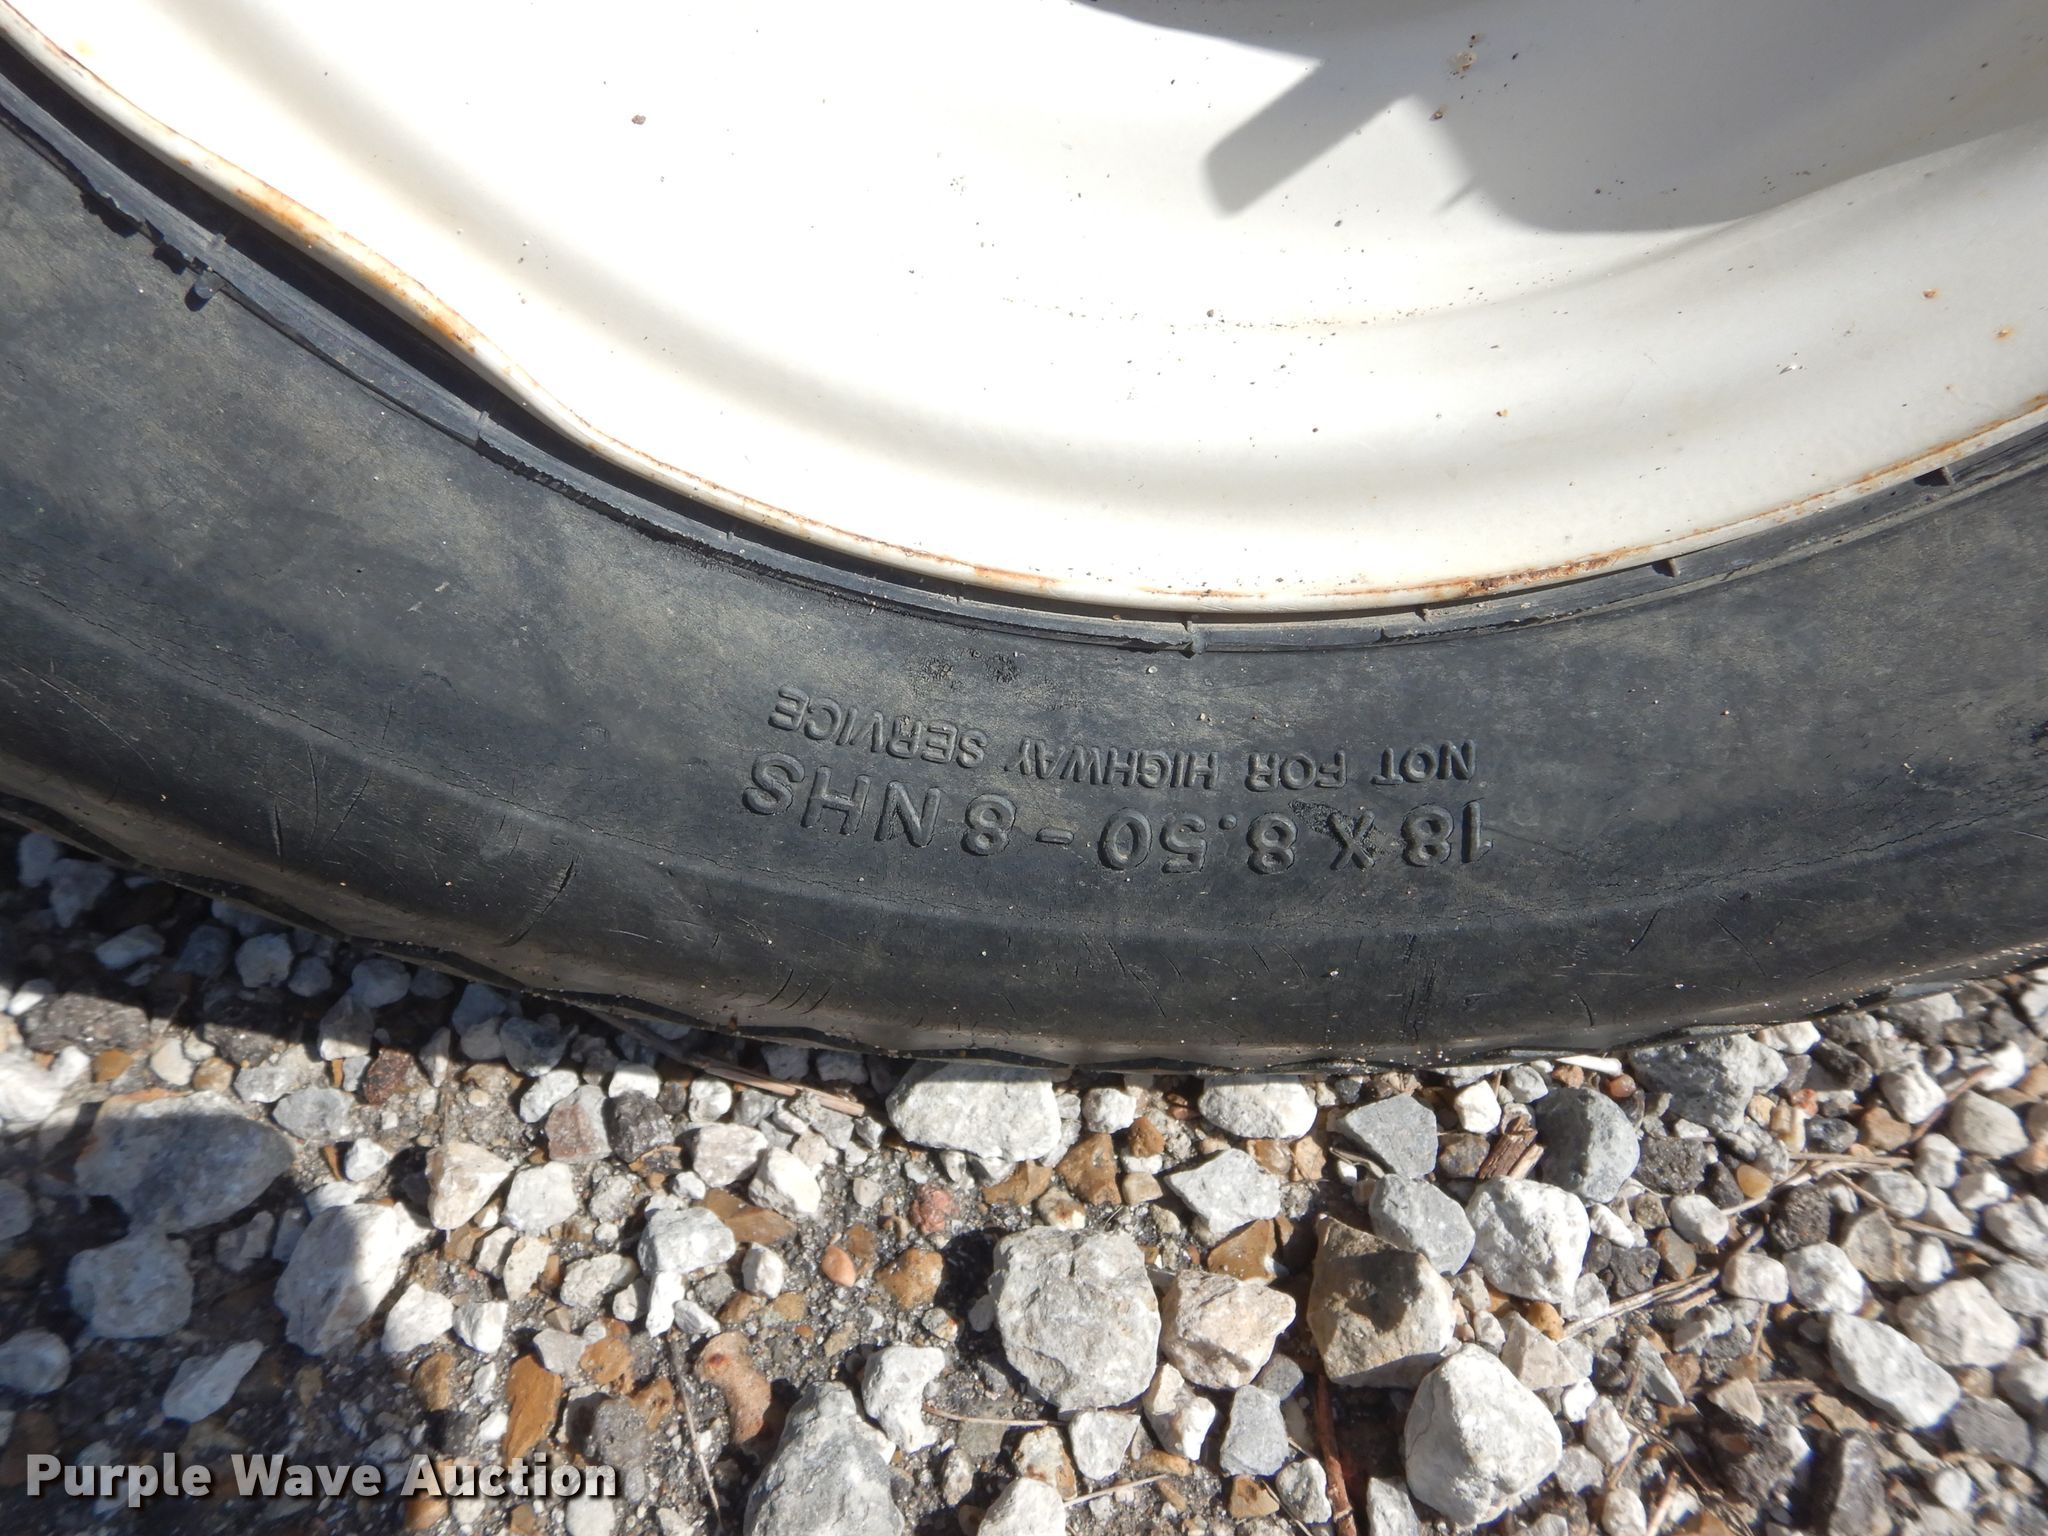 18 X 8.50 - 8 NHS
NOT FOR HIGHWAY SERVICE
Purple Wave Auction